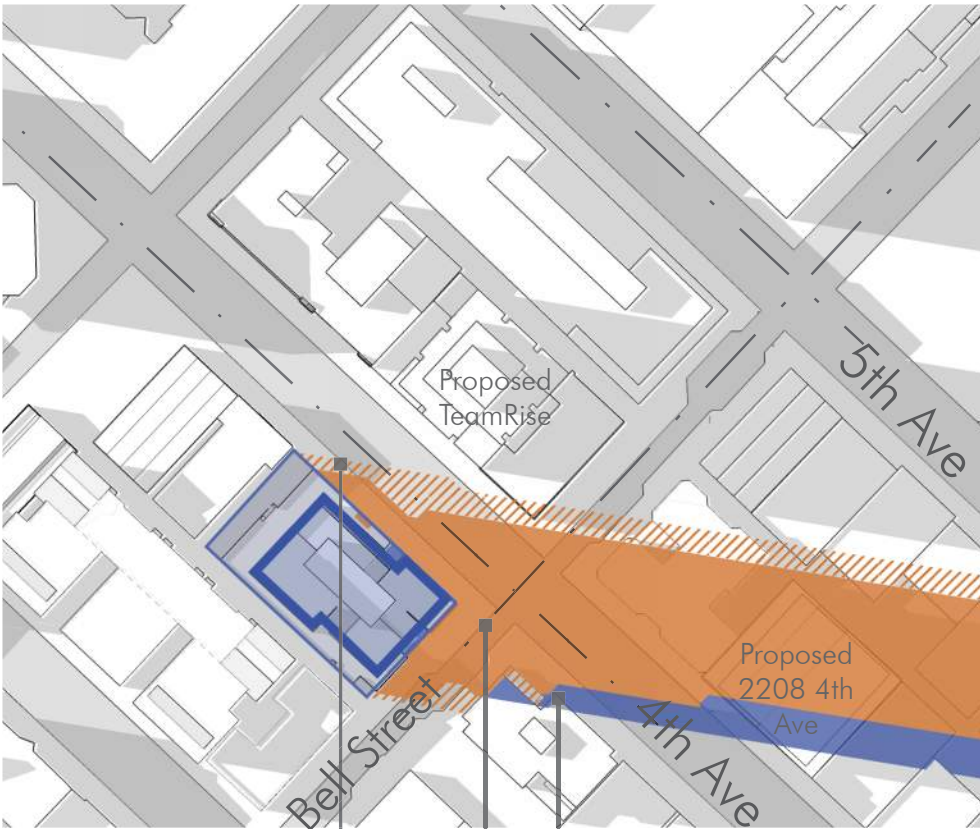 5th Ave
Proposed
TeamRise
Proposed
2208 4th
Ave
4th Ave
Bell Street